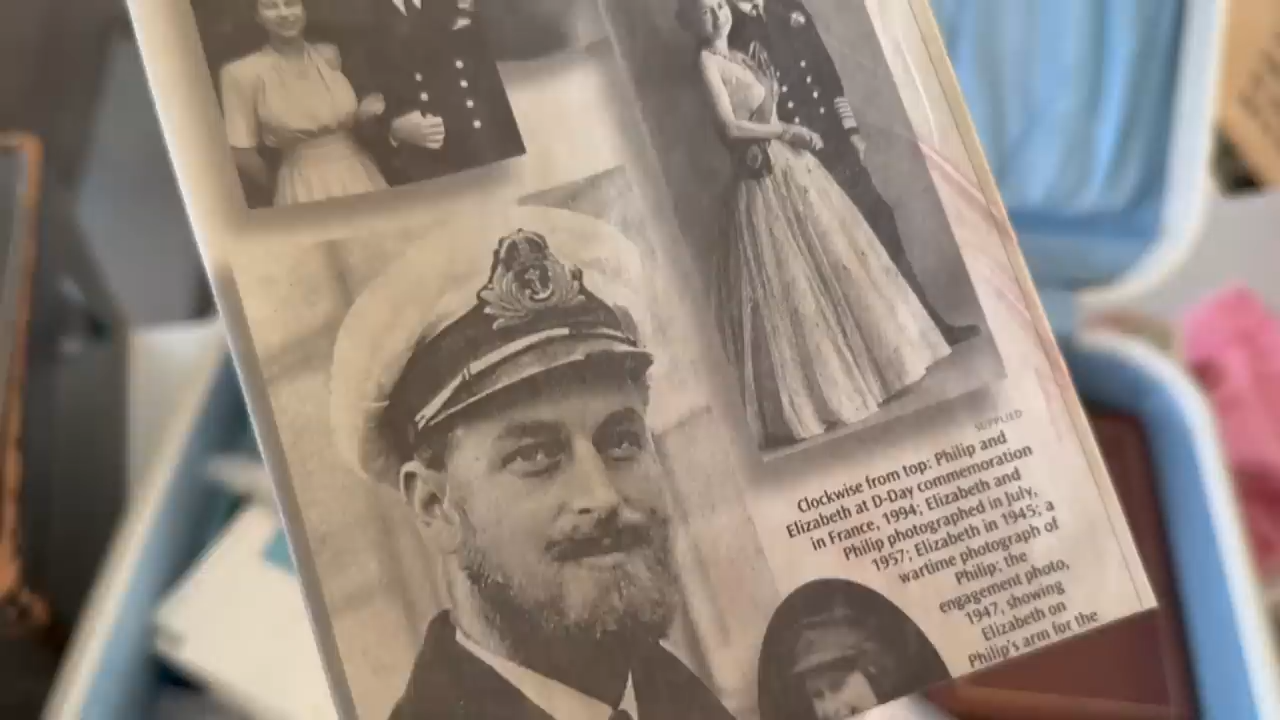 SUPPLIED
Clockwise from top: Philip and
Elizabeth at D-Day commemoration
in France, 1994; Elizabeth and
Philip photographed in July,
1957; Elizabeth in 1945; a
wartime photograph of
Philip; the
engagement photo,
1947, showing
Elizabeth on
Philip's arm for the